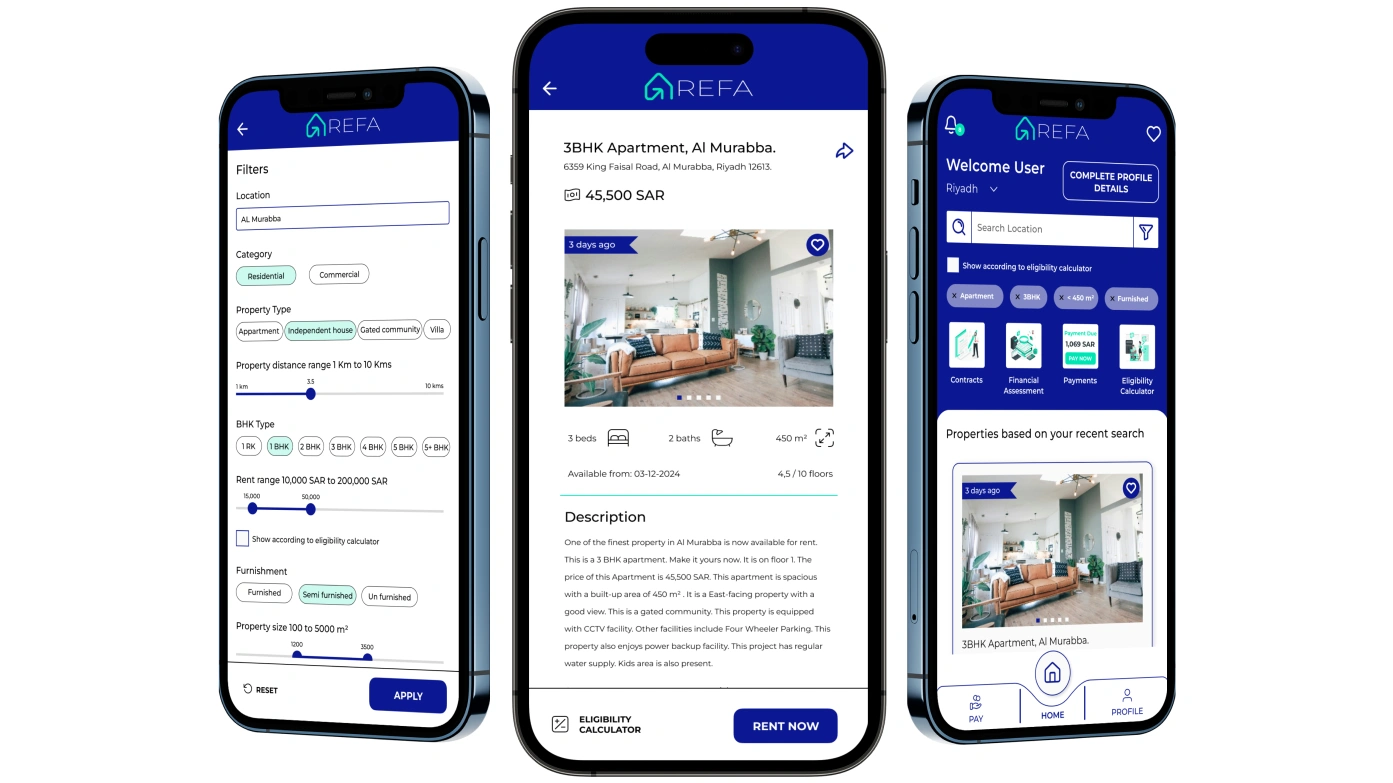 REFA
Filters
Location
AL Murabba
Category
Residential
Commercial
Property Type
Appartment
Independent house
Gated community
Villa
Property distance range 1 Km to 10 Kms
1 km
3.5
10 kms
BHK Type
1 RK
1 BHK
2 BHK
3 BHK
4 BHK
5 BHK
5+ BHK
Rent range 10,000 SAR to 200,000 SAR
15,000
50,000
Show according to eligibility calculator
Furnishment
Furnished
Semi furnished
Un furnished
Property size 100 to 5000 m²
1200
3500
RESET
APPLY
REFA
3BHK Apartment, Al Murabba.
6359 King Faisal Road, Al Murabba, Riyadh 12613.
45,500 SAR
3 days ago
3 beds
2 baths
450 m²
Available from: 03-12-2024
4,5 / 10 floors
Description
One of the finest property in Al Murabba is now available for rent.
This is a 3 BHK apartment. Make it yours now. It is on floor 1. The
price of this Apartment is 45,500 SAR. This apartment is spacious
with a built-up area of 450 m² . It is a East-facing property with a
good view. This is a gated community. This property is equipped
with CCTV facility. Other facilities include Four Wheeler Parking. This
property also enjoys power backup facility. This project has regular
water supply. Kids area is also present.
ELIGIBILITY
CALCULATOR
RENT NOW
REFA
Welcome User
Riyadh
COMPLETE PROFILE
DETAILS
Search Location
Show according to eligibility calculator
x Apartment
x 3BHK
x < 450 m²
x Furnished
Payment Due
1,069 SAR
PAY NOW
Contracts
Financial
Assessment
Payments
Eligibility
Calculator
Properties based on your recent search
3 days ago
3BHK Apartment, Al Murabba.
PAY
HOME
PROFILE